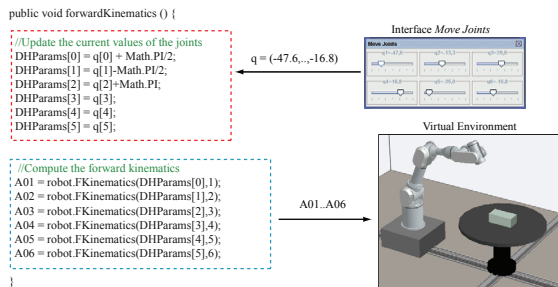 public void forwardKinematics () {
//Update the current values of the joints
DHParams[0] = q[0] + Math.PI/2;
DHParams[1] = q[1]-Math.PI/2;
DHParams[2] = q[2]+Math.PI;
DHParams[3] = q[3];
DHParams[4] = q[4];
DHParams[5] = q[5];
q = (-47.6,..,-16.8)
Interface Move Joints
Move Joints
//Compute the forward kinematics
A01 = robot.FKinematics(DHParams[0],1);
A02 = robot.FKinematics(DHParams[1],2);
A03 = robot.FKinematics(DHParams[2],3);
A04 = robot.FKinematics(DHParams[3],4);
A05 = robot.FKinematics(DHParams[4],5);
A06 = robot.FKinematics(DHParams[5],6);
A01..A06
Virtual Environment
}